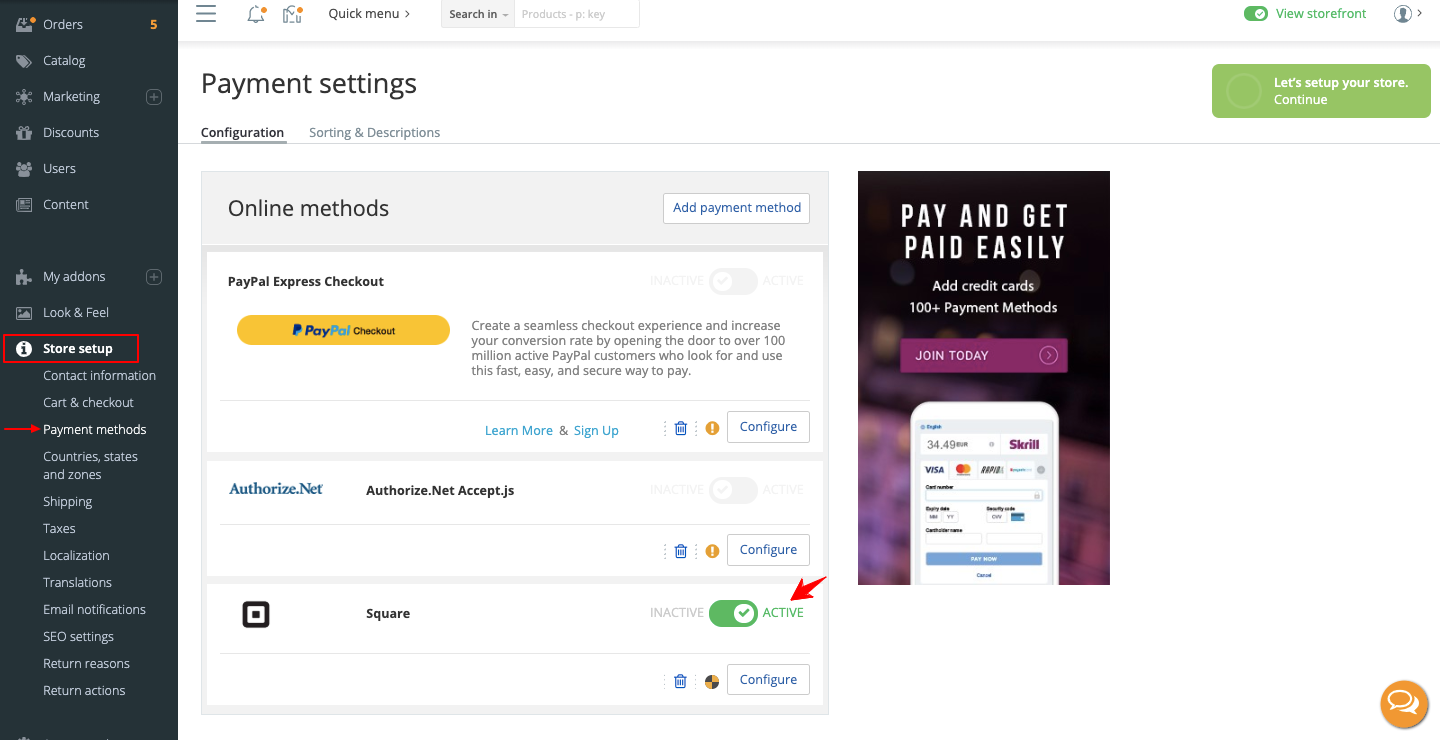 Orders 5
Catalog
Marketing
Discounts
Users
Content
My addons
Look & Feel
Store setup
Contact information
Cart & checkout
Payment methods
Countries, states
and zones
Shipping
Taxes
Localization
Translations
Email notifications
SEO settings
Return reasons
Return actions
Quick menu
Search in
Products - p: key
View storefront
Payment settings
Let's setup your store.
Continue
Configuration
Sorting & Descriptions
Online methods
Add payment method
PayPal Express Checkout
INACTIVE
ACTIVE
PayPal Checkout
Create a seamless checkout experience and increase
your conversion rate by opening the door to over 100
million active PayPal customers who look for and use
this fast, easy, and secure way to pay.
Learn More & Sign Up
Configure
Authorize.Net
Authorize.Net Accept.js
INACTIVE
ACTIVE
Configure
Square
INACTIVE
ACTIVE
Configure
PAY AND GET
PAID EASILY
Add credit cards
100+ Payment Methods
JOIN TODAY
English
34.49 EUR
Skrill
VISA
Card number
Expiry date
Security code
MM
YY
CVV
Cardholder name
PAY NOW
Cancel